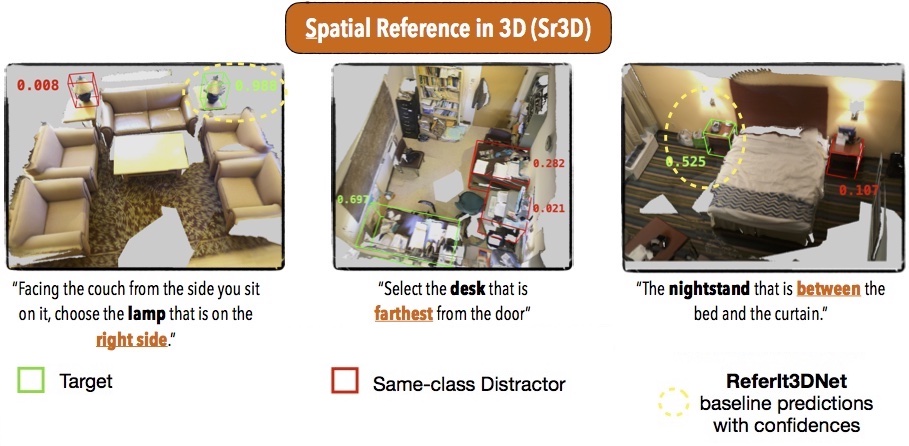 Spatial Reference in 3D (Sr3D)
0.008
0.988
0.282
0.021
0.697
0.525
0.107
"Facing the couch from the side you sit
on it, choose the lamp that is on the
right side."
"Select the desk that is
farthest from the door"
"The nightstand that is between the
bed and the curtain."
Target
Same-class Distractor
ReferIt3DNet
baseline predictions
with confidences